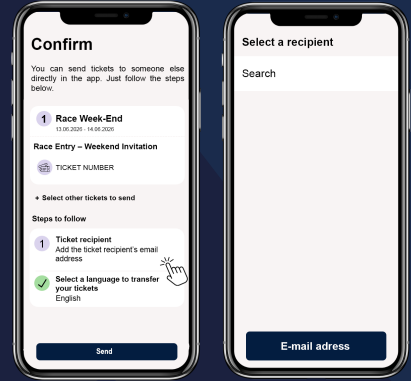 Confirm
You can send tickets to someone else
directly in the app. Just follow the steps
below.
1 Race Week-End
13.06.2026 - 14.06.2026
Race Entry – Weekend Invitation
TICKET NUMBER
+ Select other tickets to send
Steps to follow
1 Ticket recipient
Add the ticket recipient's email
address
Select a language to transfer
your tickets
English
Send
Select a recipient
Search
E-mail adress